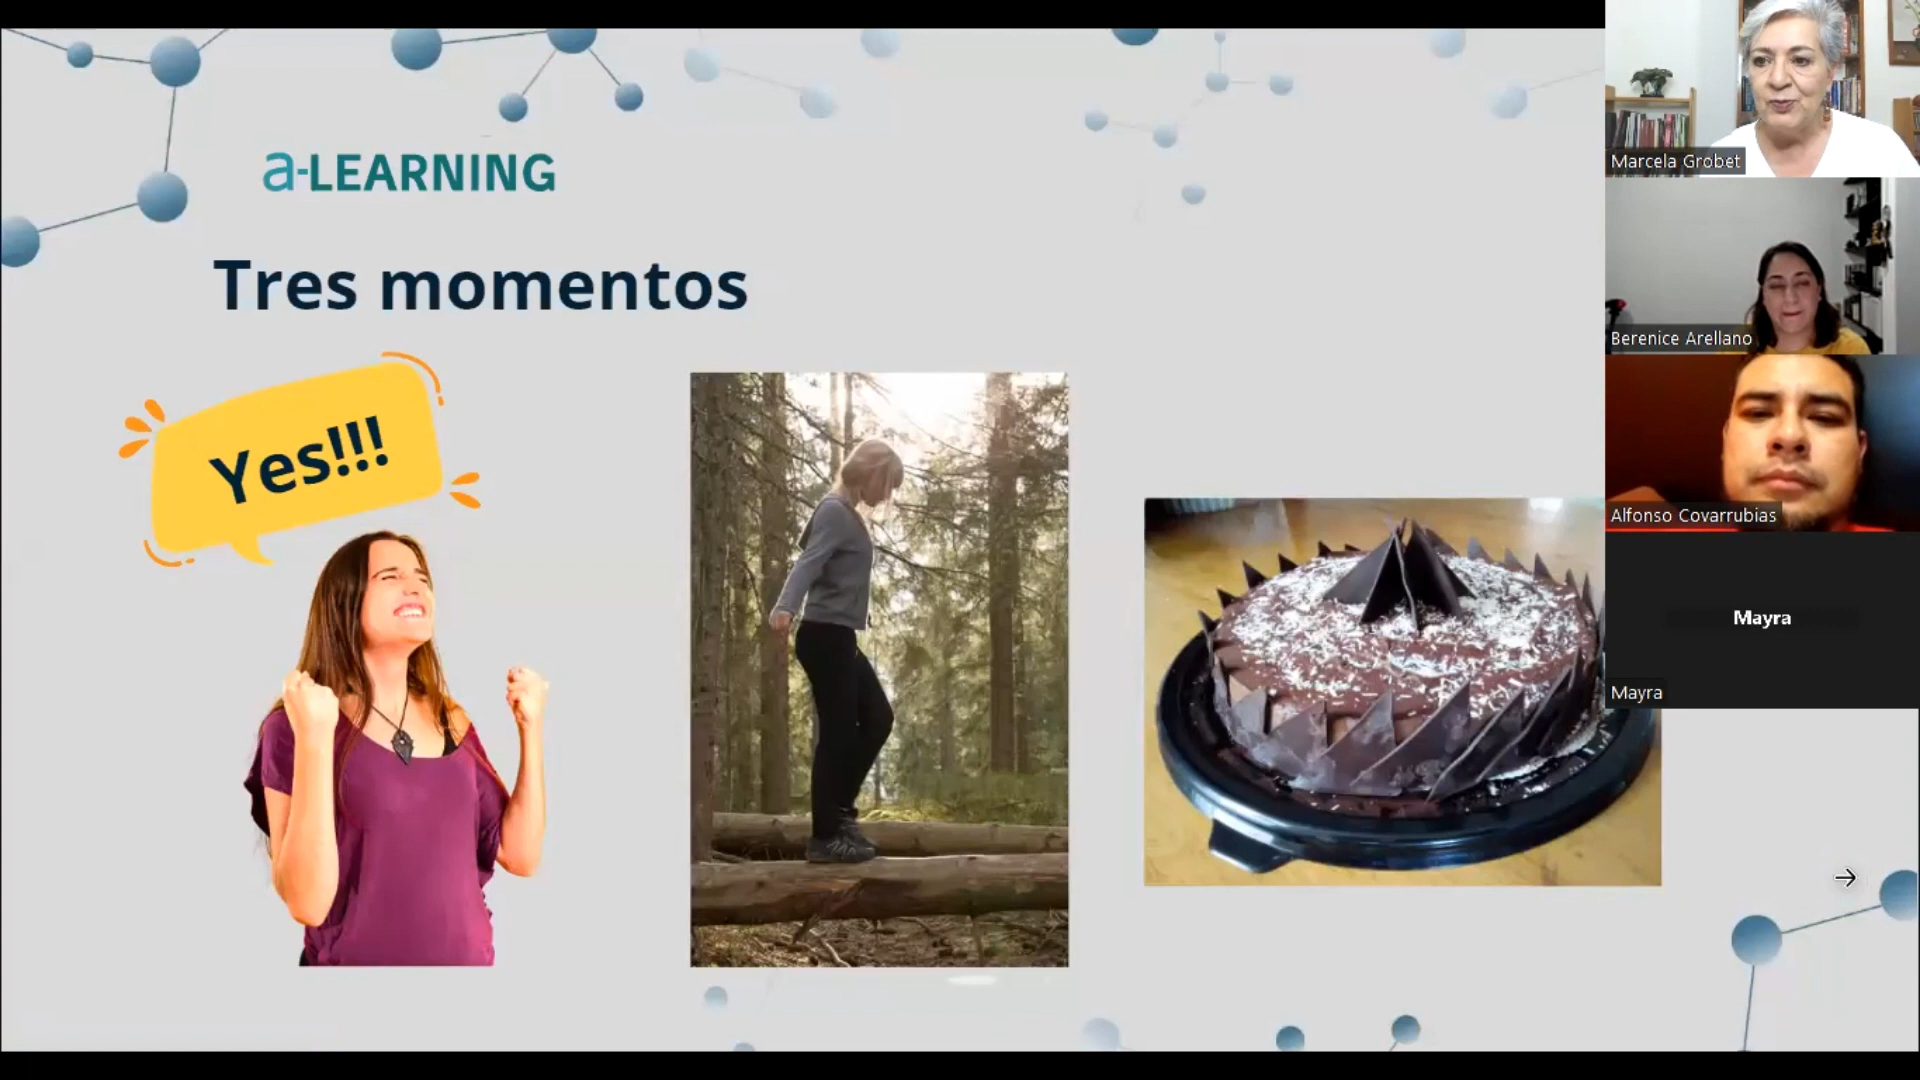 a-LEARNING
Tres momentos
Yes!!!
Marcela Grobet
Berenice Arellano
Alfonso Covarrubias
Mayra
Mayra